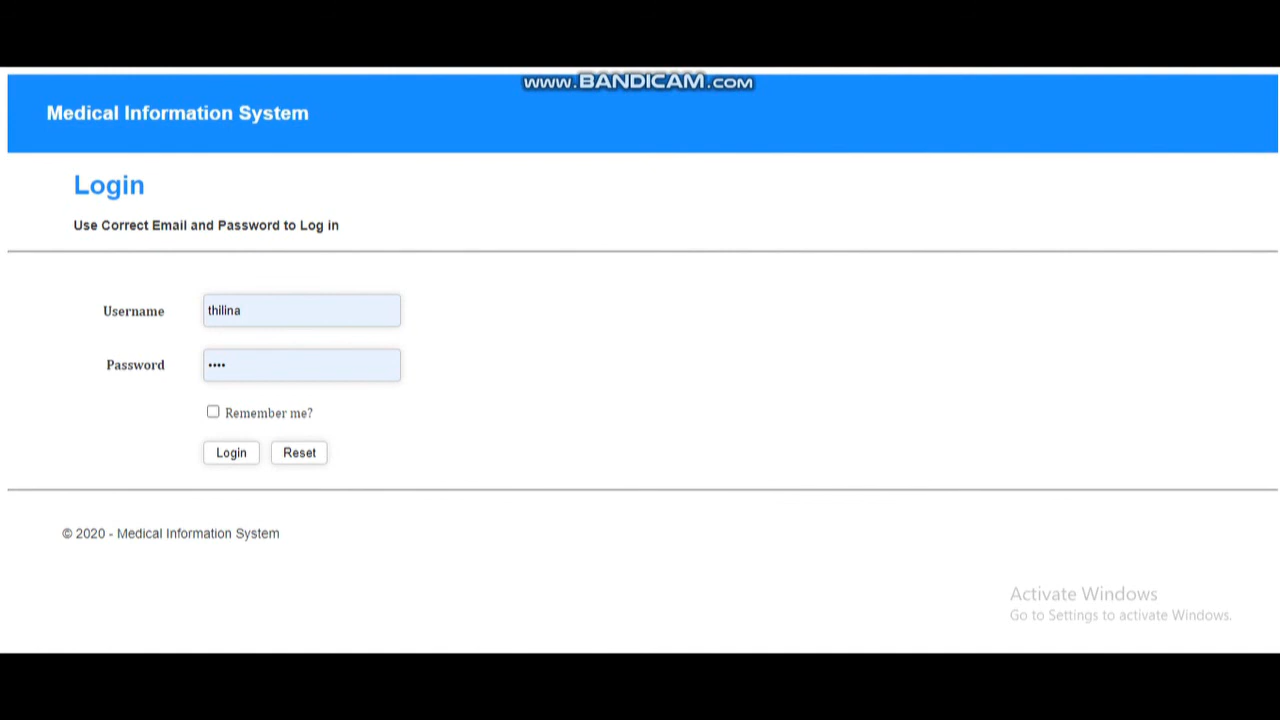 www.BANDICAM.com
Medical Information System
Login
Use Correct Email and Password to Log in
Username
thilina
Password
••••
Remember me?
Login Reset
© 2020 - Medical Information System
Activate Windows
Go to Settings to activate Windows.